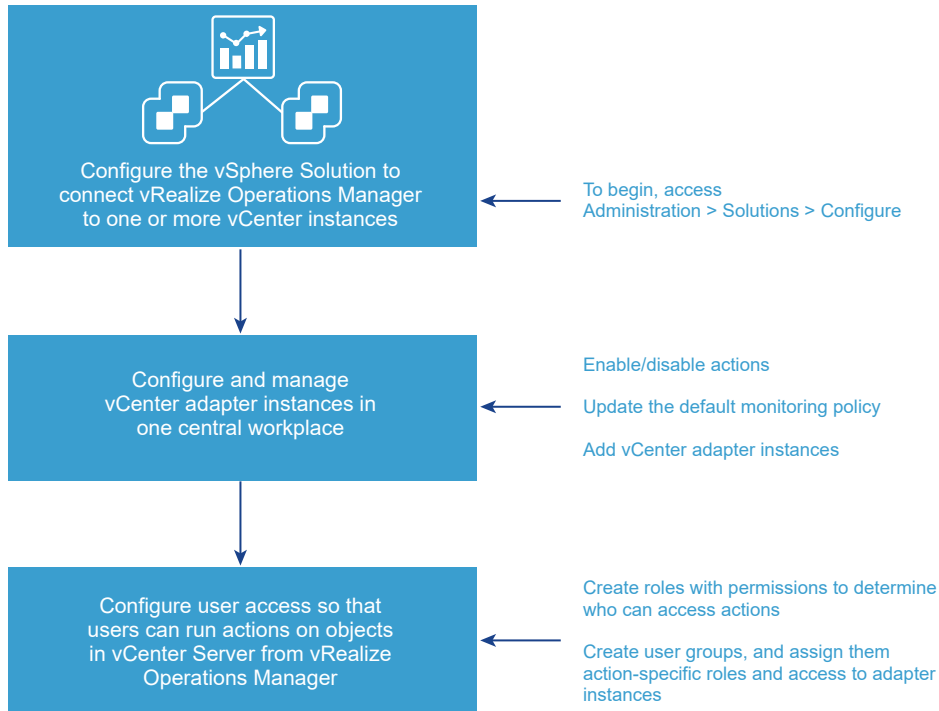 Configure the vSphere Solution to
connect vRealize Operations Manager
to one or more vCenter instances
To begin, access
Administration > Solutions > Configure
Configure and manage
vCenter adapter instances in
one central workplace
Enable/disable actions
Update the default monitoring policy
Add vCenter adapter instances
Configure user access so that
users can run actions on objects
in vCenter Server from vRealize
Operations Manager
Create roles with permissions to determine
who can access actions
Create user groups, and assign them
action-specific roles and access to adapter
instances